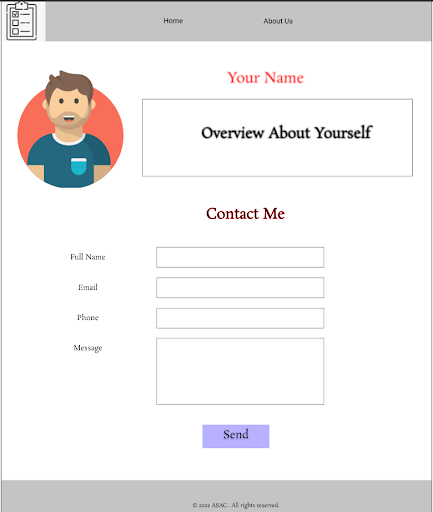 Home About Us
Your Name
Overview About Yourself
Contact Me
Full Name
Email
Phone
Message
Send
© 2022 ASAC. All rights reserved.